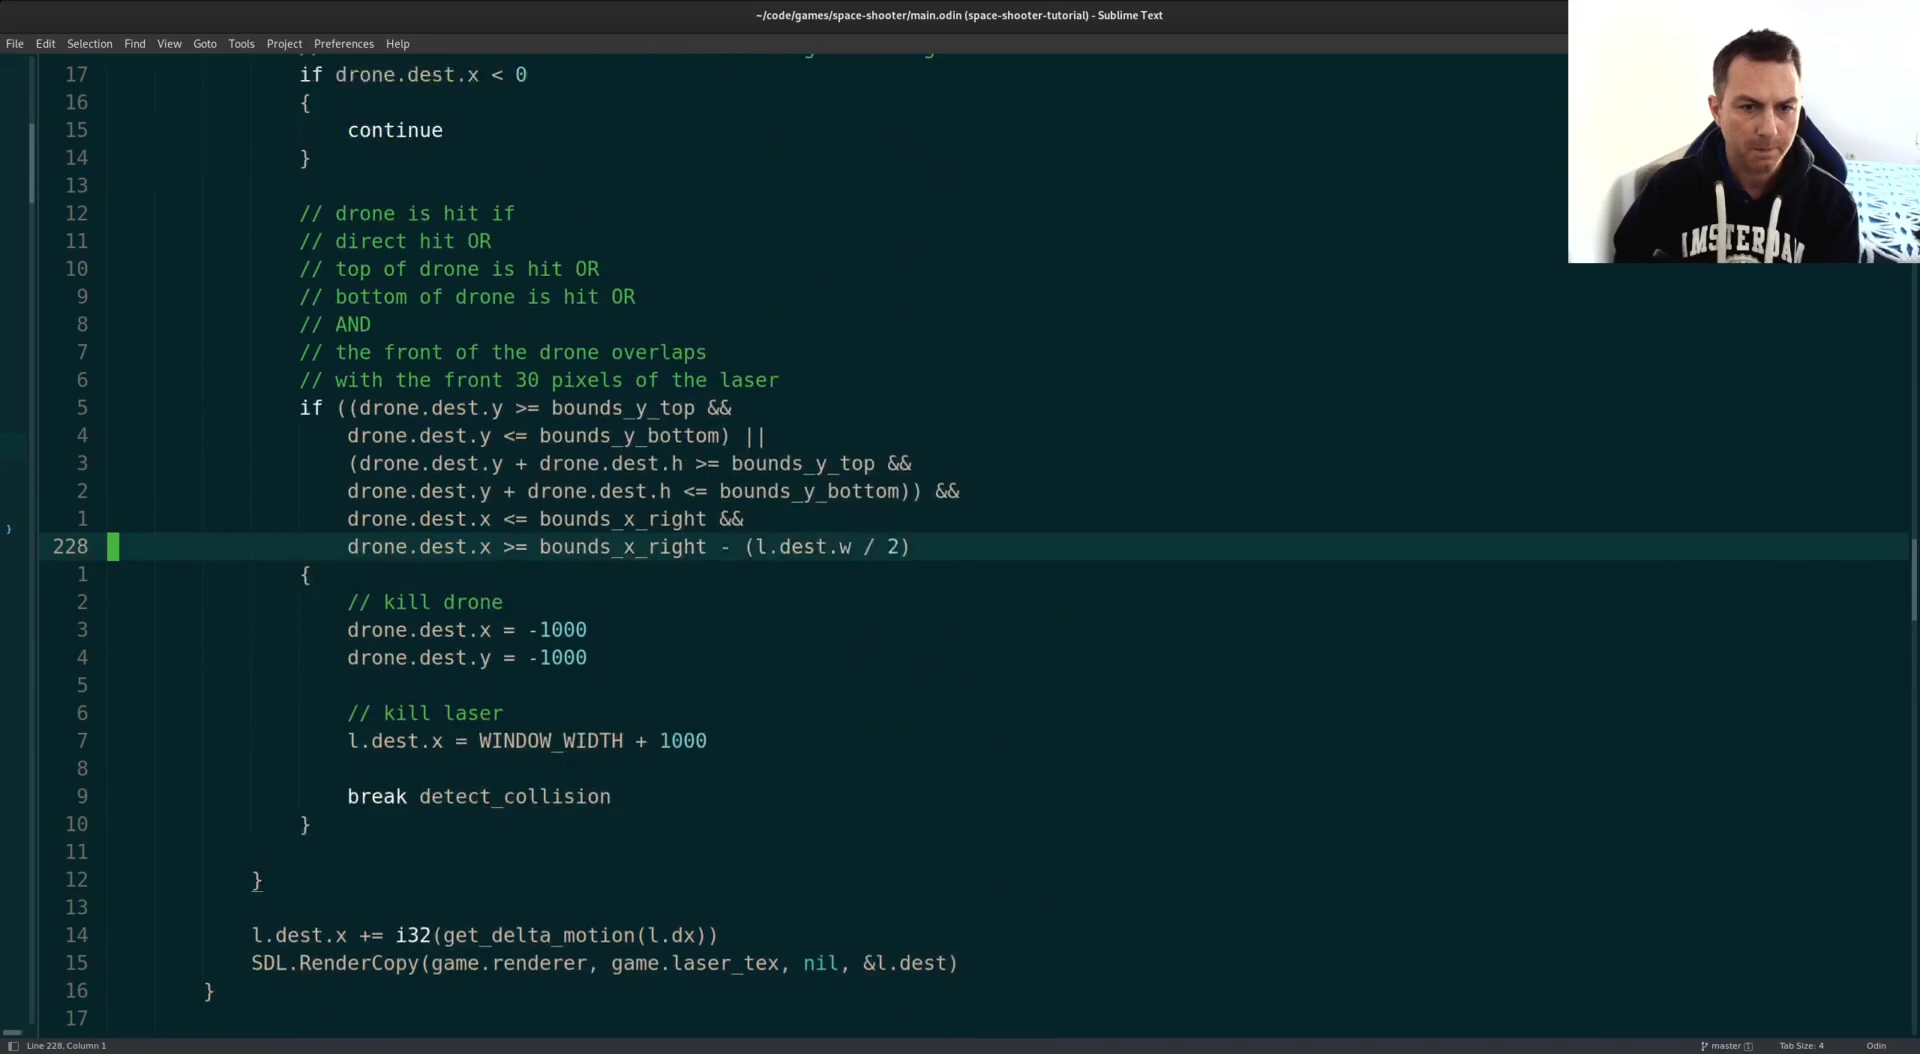 ~/code/games/space-shooter/main.odin (space-shooter-tutorial) - Sublime Text
File Edit Selection Find View Goto Tools Project Preferences Help
17 if drone.dest.x < 0
16 {
15 continue
14 }
13
12 // drone is hit if
11 // direct hit OR
10 // top of drone is hit OR
9 // bottom of drone is hit OR
8 // AND
7 // the front of the drone overlaps
6 // with the front 30 pixels of the laser
5 if ((drone.dest.y >= bounds_y_top &&
4 drone.dest.y <= bounds_y_bottom) ||
3 (drone.dest.y + drone.dest.h >= bounds_y_top &&
2 drone.dest.y + drone.dest.h <= bounds_y_bottom)) &&
1 drone.dest.x <= bounds_x_right &&
228 drone.dest.x >= bounds_x_right - (l.dest.w / 2)
1 {
2 // kill drone
3 drone.dest.x = -1000
4 drone.dest.y = -1000
5
6 // kill laser
7 l.dest.x = WINDOW_WIDTH + 1000
8
9 break detect_collision
10 }
11
12 }
13
14 l.dest.x += i32(get_delta_motion(l.dx))
15 SDL.RenderCopy(game.renderer, game.laser_tex, nil, &l.dest)
16 }
17
}
AMSTERDAM
Line 228, Column 1
master 1 Tab Size: 4 Odin